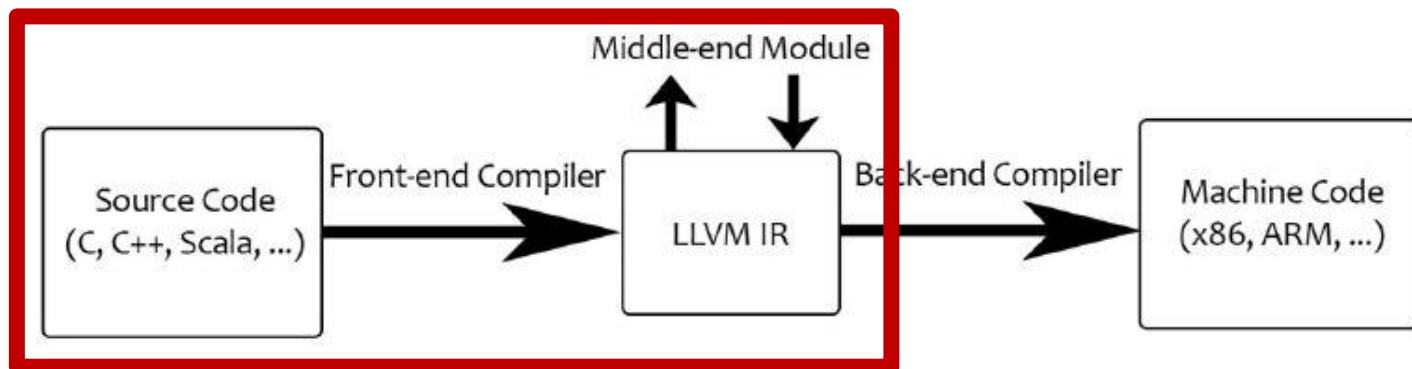 Middle-end Module
Front-end Compiler
Back-end Compiler
Source Code
(C, C++, Scala, ...)
LLVM IR
Machine Code
(x86, ARM, ...)